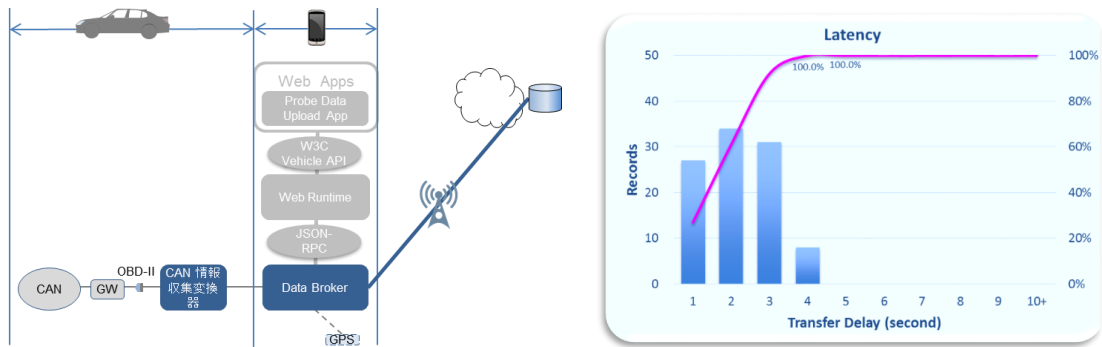 Web Apps
Probe Data
Upload App
W3C
Vehicle API
Web Runtime
JSON-
RPC
OBD-II
CAN
GW
CAN 情報
収集変換
器
Data Broker
GPS
Latency
50
40
30
20
10
0
Records
100%
80%
60%
40%
20%
0%
100.0%
100.0%
1
2
3
4
5
6
7
8
9
10+
Transfer Delay (second)